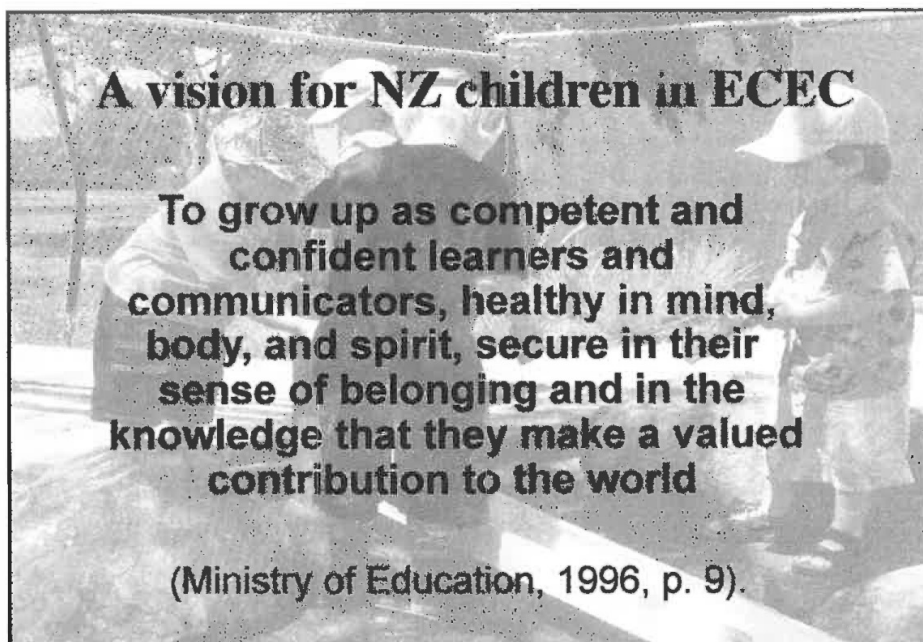 A vision for NZ children in ECEC
To grow up as competent and
confident learners and
communicators, healthy in mind,
body, and spirit, secure in their
sense of belonging and in the
knowledge that they make a valued
contribution to the world
(Ministry of Education, 1996, p. 9).